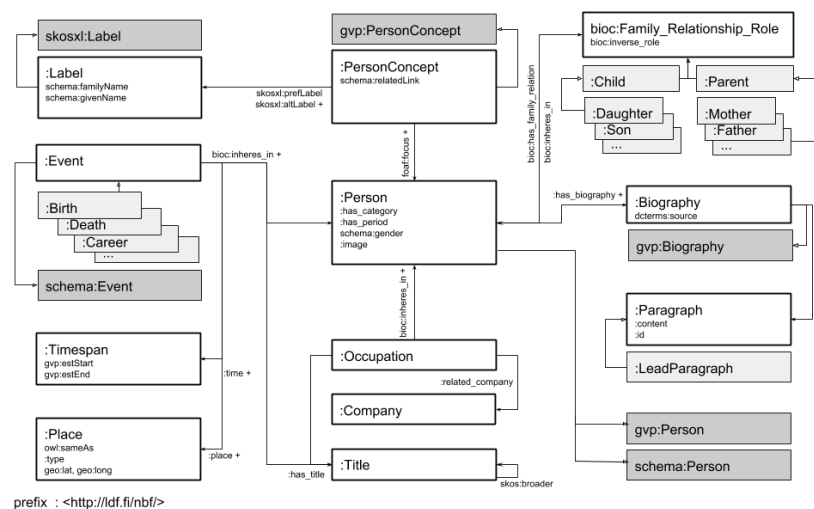 skosxl:Label
:Label
schema:familyName
schema:givenName
gvp:PersonConcept
:PersonConcept
schema:relatedLink
skosxl:prefLabel
skosxl:altLabel +
foaf:focus +
bioc:Family_Relationship_Role
bioc:inverse_role
:Child
:Daughter
:Son
...
:Parent
:Mother
:Father
...
bioc:has_family_relation
bioc:inheres_in
:Event
bioc:inheres_in +
:Birth
:Death
:Career
...
schema:Event
:Person
:has_category
:has_period
schema:gender
:image
:has_biography +
:Biography
dcterms:source
gvp:Biography
:Paragraph
:content
:id
:LeadParagraph
bioc:inheres_in +
:Timespan
gvp:estStart
gvp:estEnd
:time +
:Occupation
:related_company
:Company
:Place
owl:sameAs
:type
geo:lat, geo:long
:place +
:has_title
:Title
skos:broader
gvp:Person
schema:Person
prefix : <http://ldf.fi/nbf/>